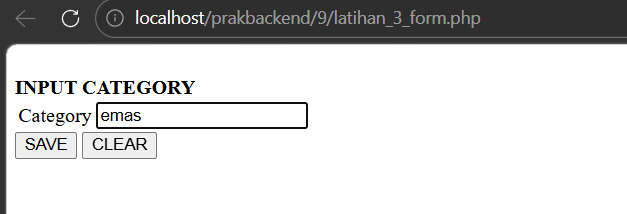 localhost/prakbackend/9/latihan_3_form.php
INPUT CATEGORY
Category emas
SAVE CLEAR